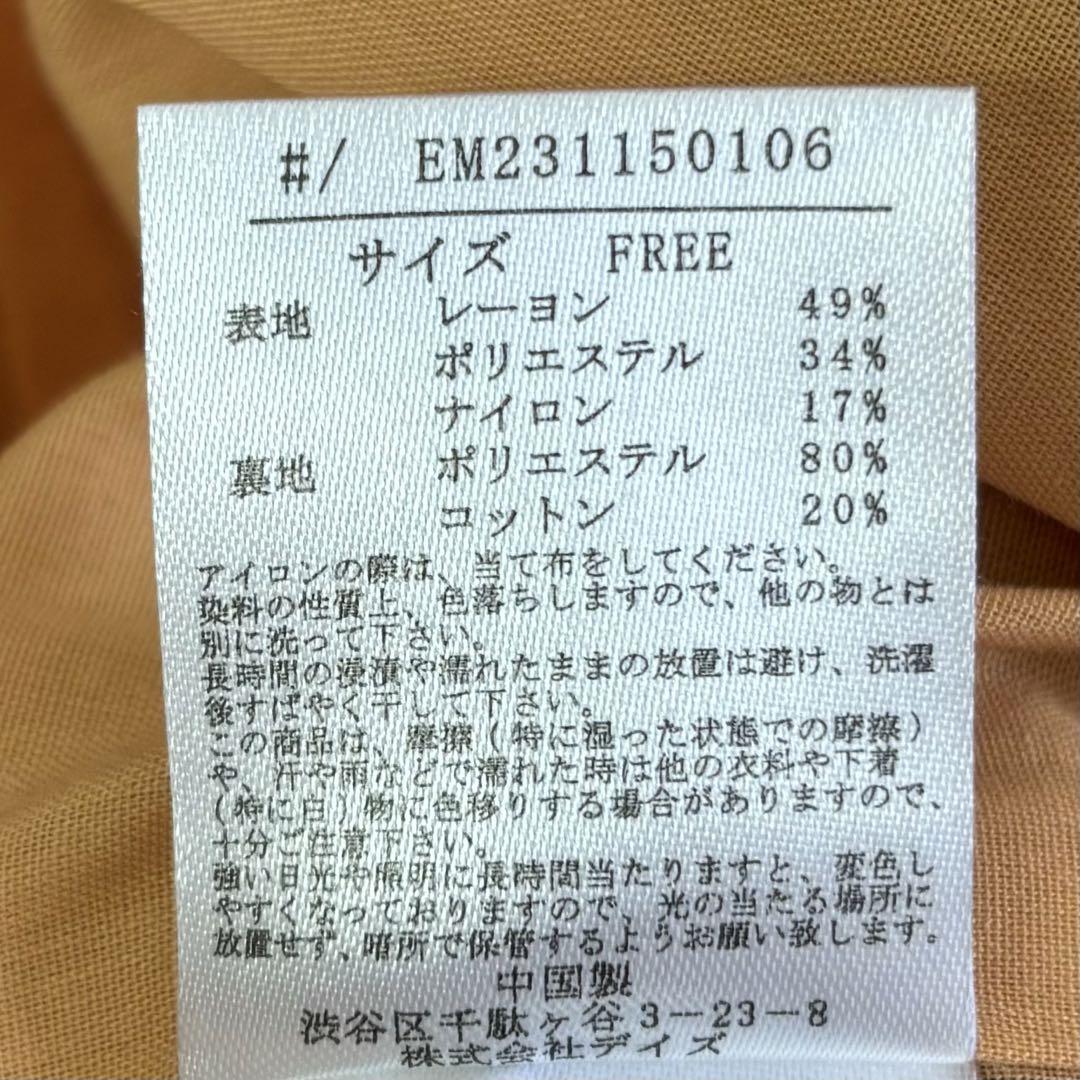 #/ EM231150106
サイズ FREE
表地 レーヨン 49%
ポリエステル 34%
ナイロン 17%
裏地 ポリエステル 80%
コットン 20%
アイロンの際は、当て布をしてください。
染料の性質上、色落ちしますので、他の物とは
別に洗って下さい。
長時間の浸漬や濡れたままの放置は避け、洗濯
後すばやく干して下さい。
この商品は、摩擦(特に湿った状態での摩擦)
や、汗や雨などで濡れた時は他の衣料や下着
(特に白)物に色移りする場合がありますので、
十分ご注意下さい。
強い日光や照明に長時間当たりますと、変色し
やすくなっておりますので、光の当たる場所に
放置せず、暗所で保管するようお願い致します。
中国製
渋谷区千駄ヶ谷3-23-8
株式会社デイズ